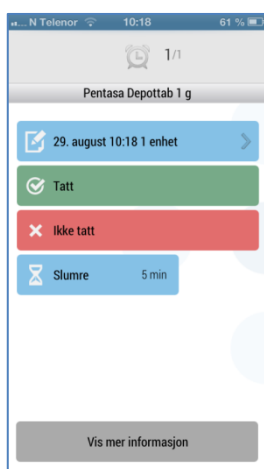 N Telenor 10:18 61 %
1/1
Pentasa Depottab 1 g
29. august 10:18 1 enhet
Tatt
Ikke tatt
Slumre 5 min
Vis mer informasjon